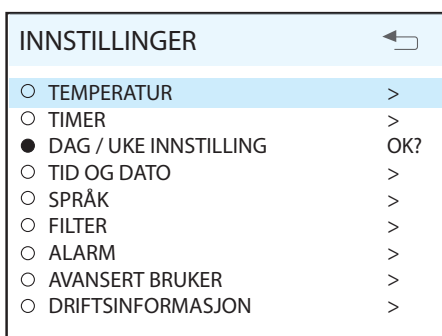 INNSTILLINGER
TEMPERATUR >
TIMER >
DAG / UKE INNSTILLING OK?
TID OG DATO >
SPRÅK >
FILTER >
ALARM >
AVANSERT BRUKER >
DRIFTSINFORMASJON >